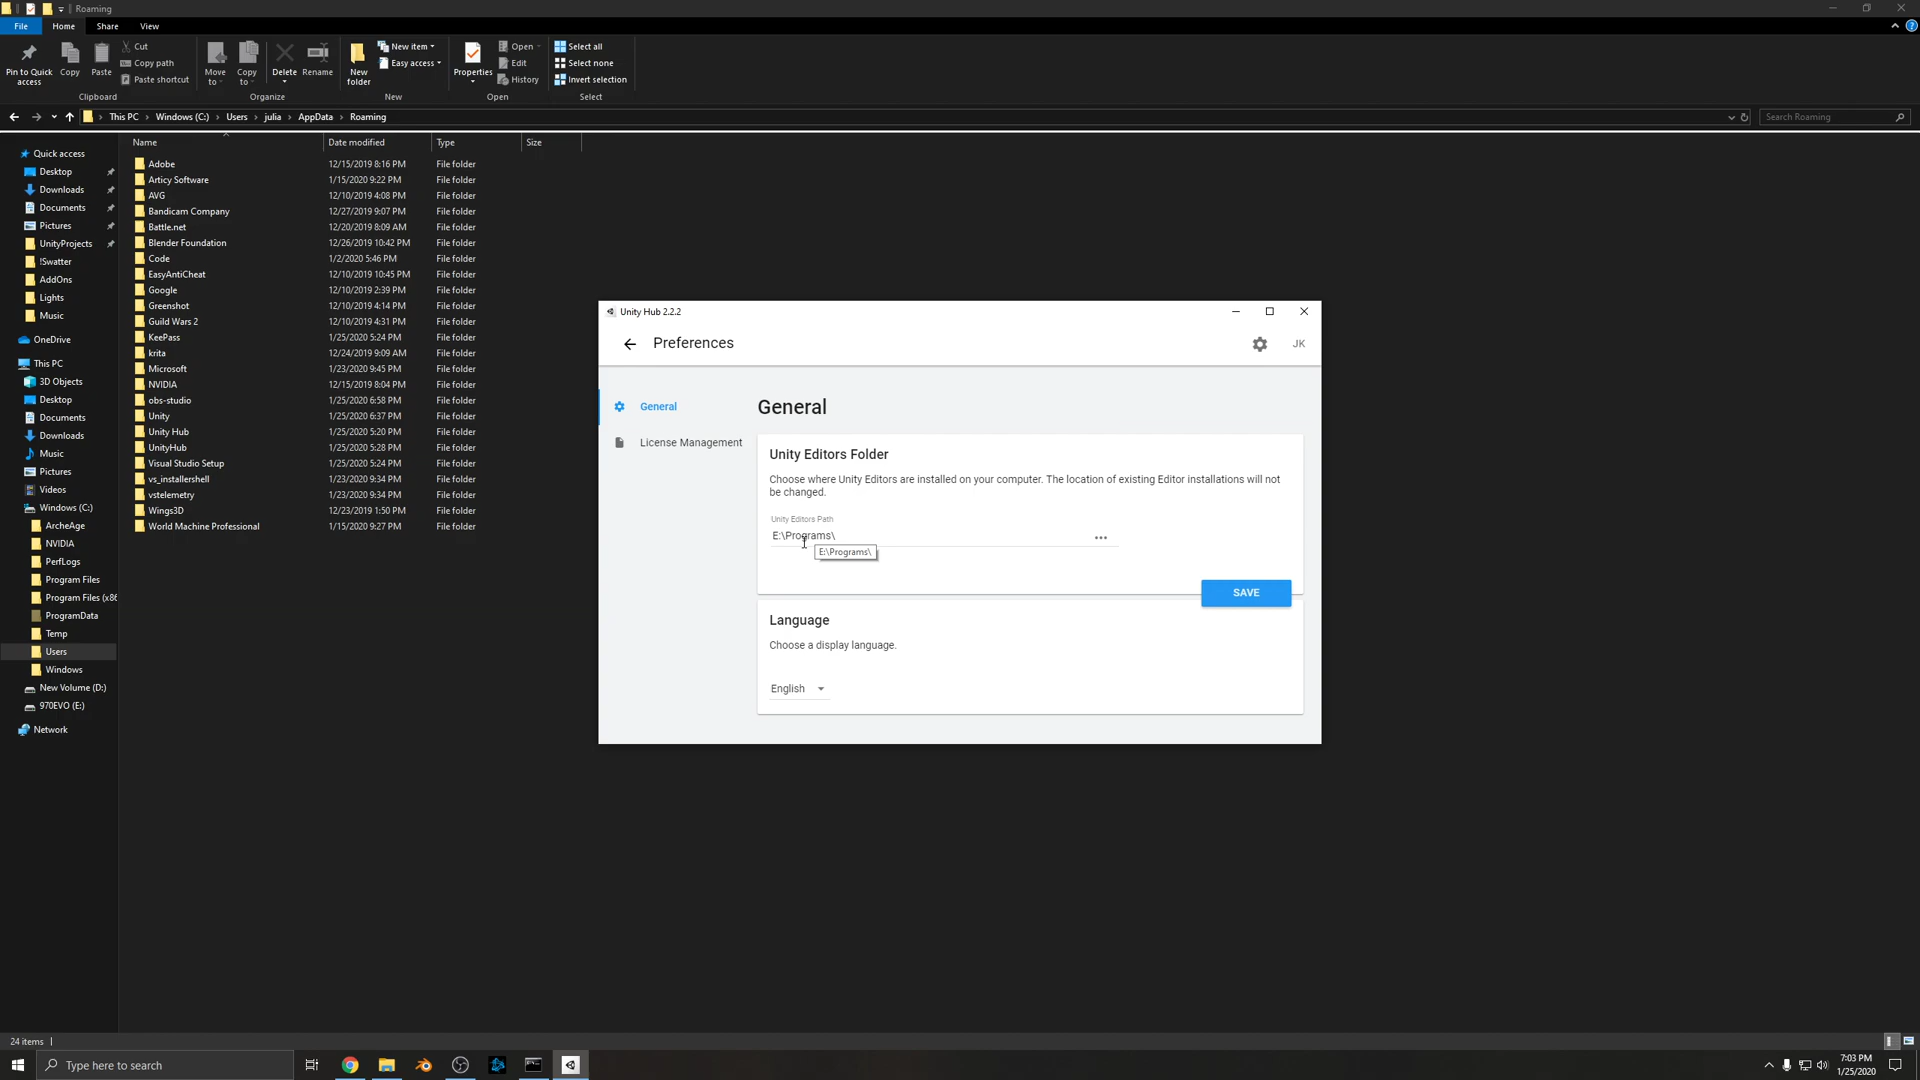 Roaming
File Home Share View
Pin to Quick access
Copy
Paste
Cut
Copy path
Paste shortcut
Move to
Copy to
Delete
Rename
New folder
New item
Easy access
Properties
Open
Edit
History
Select all
Select none
Invert selection
Clipboard Organize New Open Select
This PC Windows (C:) Users julia AppData Roaming
Search Roaming
Name Date modified Type Size
Quick access
Desktop
Downloads
Documents
Pictures
UnityProjects
!Swatter
AddOns
Lights
Music
OneDrive
This PC
3D Objects
Desktop
Documents
Downloads
Music
Pictures
Videos
Windows (C:)
ArcheAge
NVIDIA
PerfLogs
Program Files
Program Files (x86
ProgramData
Temp
Users
Windows
New Volume (D:)
970EVO (E:)
Network
Adobe 12/15/2019 8:16 PM File folder
Articy Software 1/15/2020 9:22 PM File folder
AVG 12/10/2019 4:08 PM File folder
Bandicam Company 12/27/2019 9:07 PM File folder
Battle.net 12/20/2019 8:09 AM File folder
Blender Foundation 12/26/2019 10:42 PM File folder
Code 1/2/2020 5:46 PM File folder
EasyAntiCheat 12/10/2019 10:45 PM File folder
Google 12/10/2019 2:39 PM File folder
Greenshot 12/10/2019 4:14 PM File folder
Guild Wars 2 12/10/2019 4:31 PM File folder
KeePass 1/25/2020 5:24 PM File folder
krita 12/24/2019 9:09 AM File folder
Microsoft 1/23/2020 9:45 PM File folder
NVIDIA 12/15/2019 8:04 PM File folder
obs-studio 1/25/2020 6:58 PM File folder
Unity 1/25/2020 6:37 PM File folder
Unity Hub 1/25/2020 5:20 PM File folder
UnityHub 1/25/2020 5:28 PM File folder
Visual Studio Setup 1/25/2020 5:24 PM File folder
vs_installershell 1/23/2020 9:34 PM File folder
vstelemetry 1/23/2020 9:34 PM File folder
Wings3D 12/23/2019 1:50 PM File folder
World Machine Professional 1/15/2020 9:27 PM File folder
Unity Hub 2.2.2
Preferences
JK
General
License Management
General
Unity Editors Folder
Choose where Unity Editors are installed on your computer. The location of existing Editor installations will not
be changed.
Unity Editors Path
E:\Programs\
E:\Programs\
SAVE
Language
Choose a display language.
English
24 items
Type here to search
7:03 PM
1/25/2020